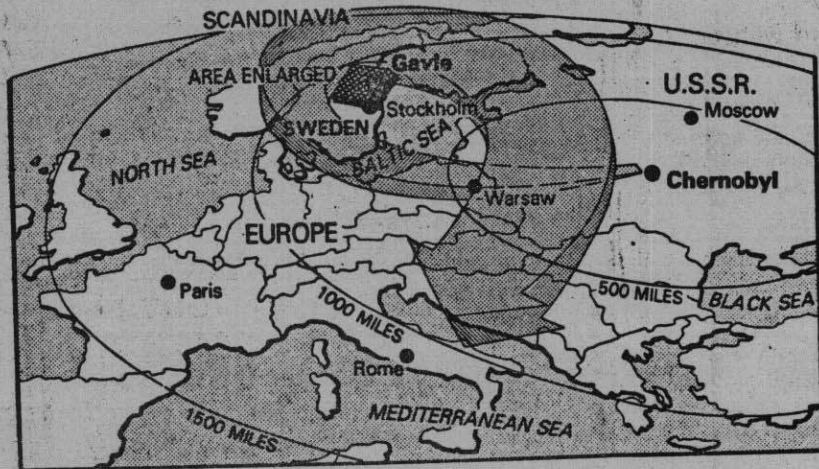 SCANDINAVIA
AREA ENLARGED
Gavle
U.S.S.R.
Moscow
Stockholm
SWEDEN
BALTIC SEA
NORTH SEA
Chernobyl
Warsaw
EUROPE
Paris
1000 MILES
500 MILES
BLACK SEA
Rome
MEDITERRANEAN SEA
1500 MILES